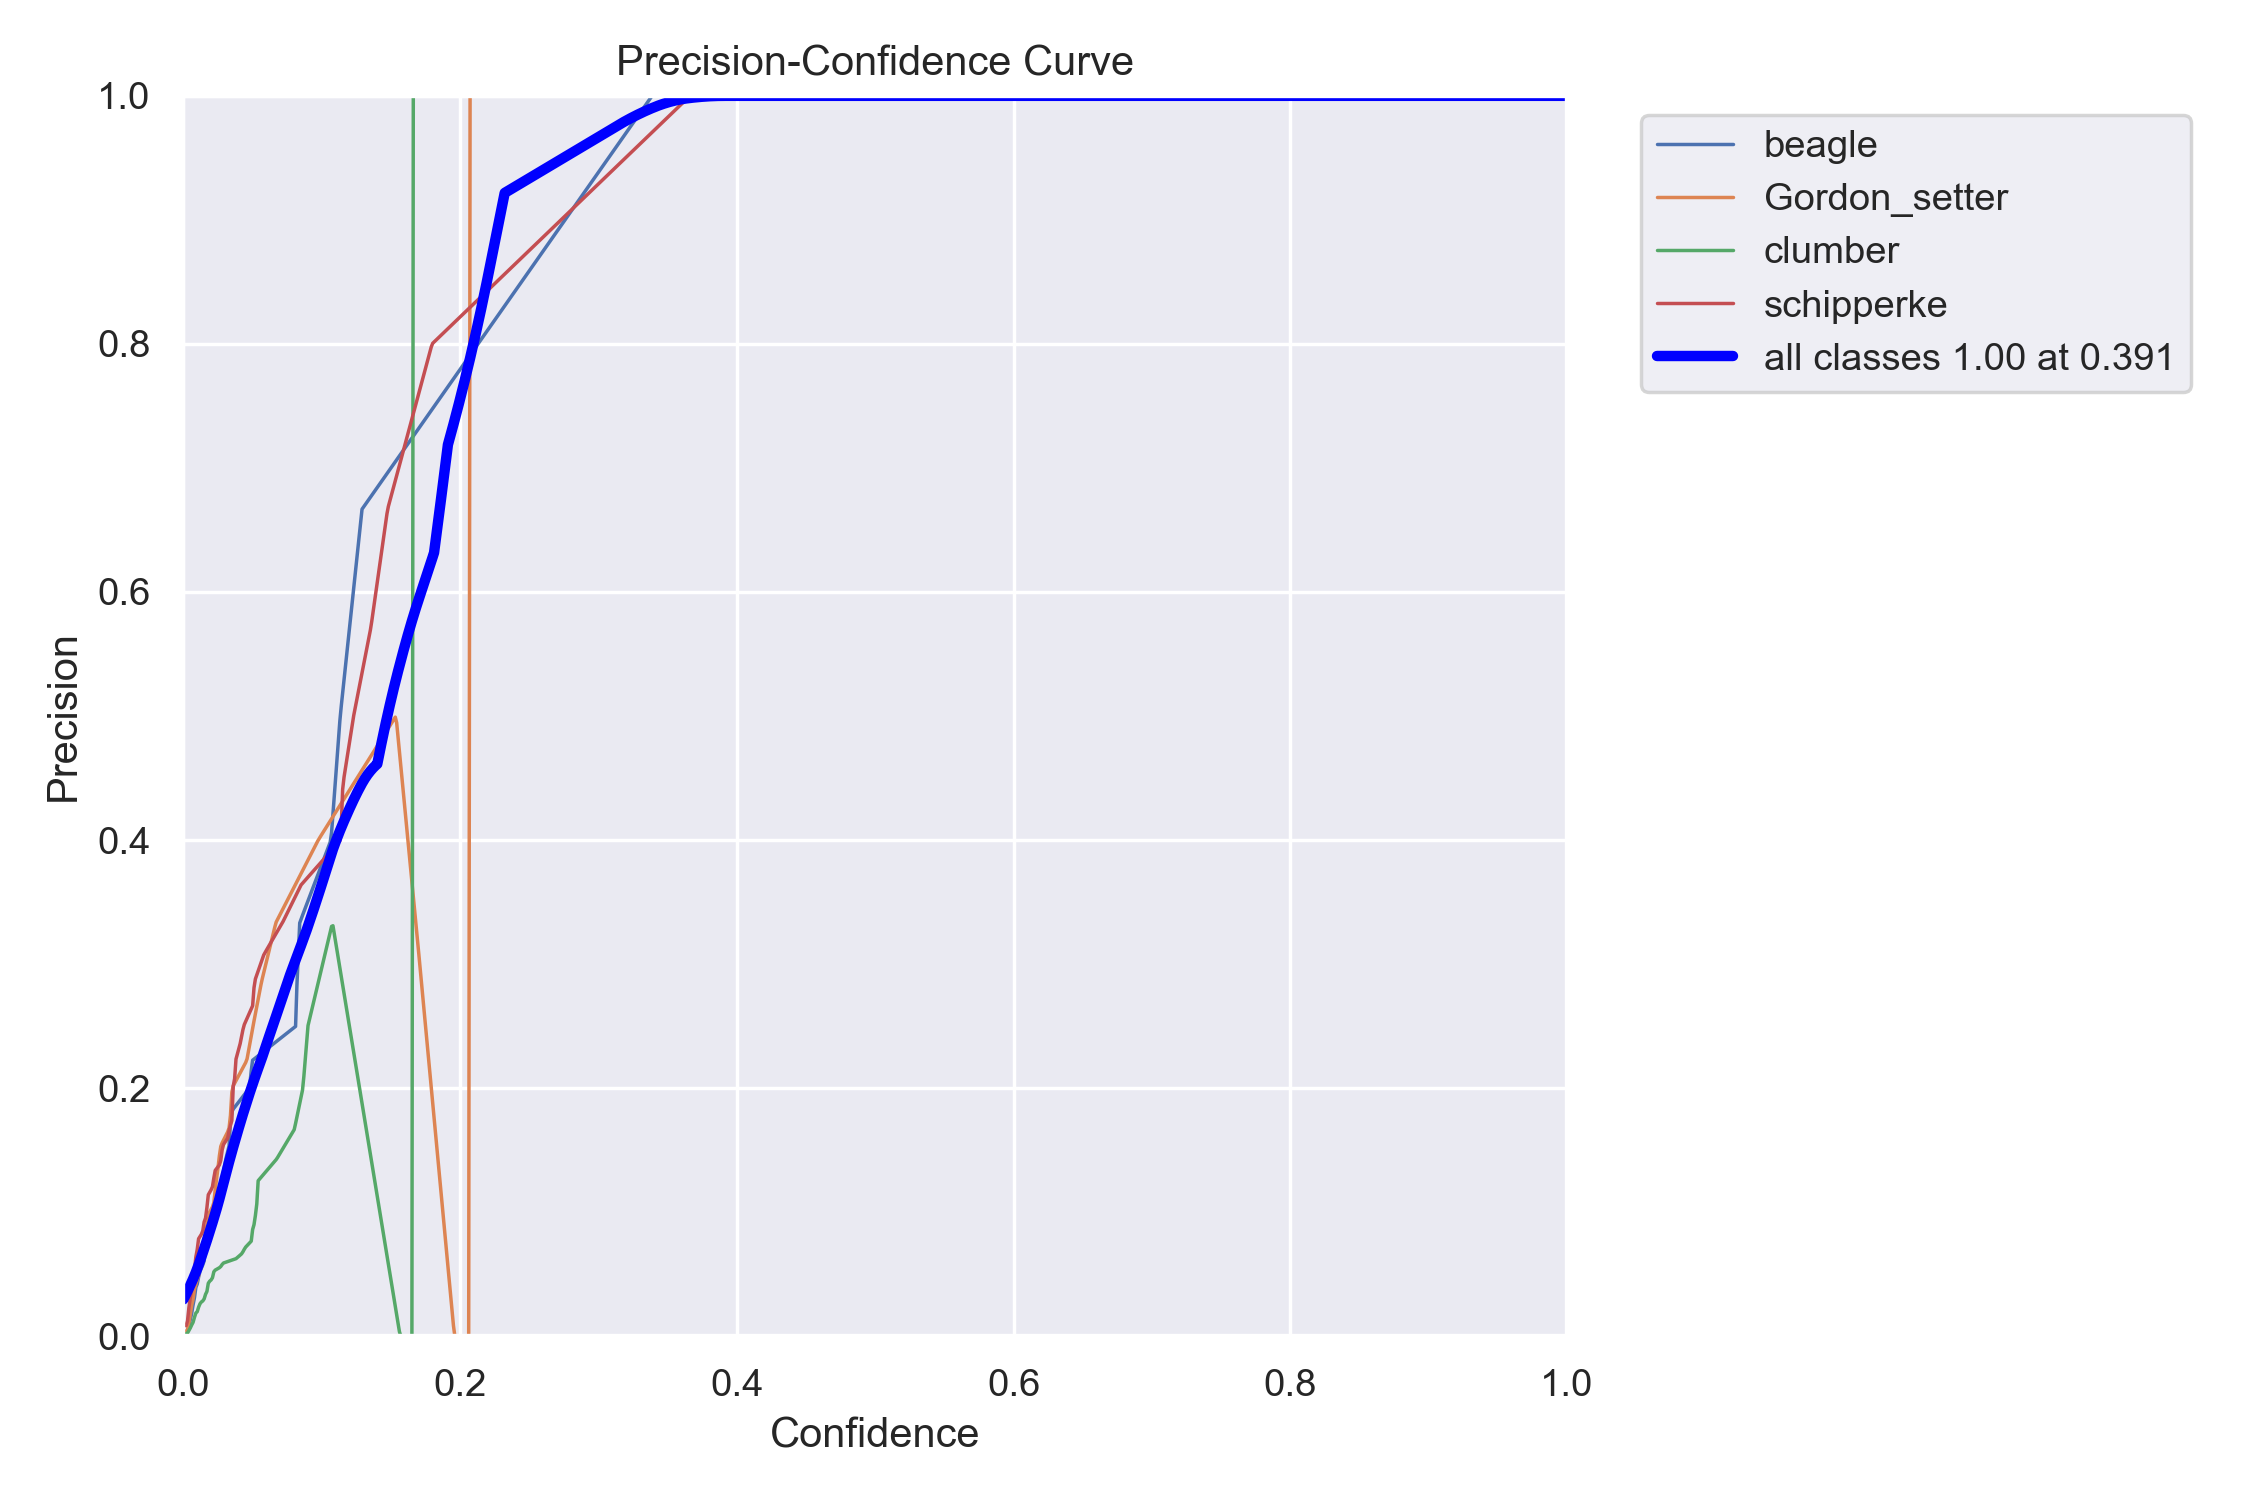 Precision-Confidence Curve
1.0
0.8
0.6
0.4
0.2
0.0
Precision
0.0 0.2 0.4 0.6 0.8 1.0
Confidence
beagle
Gordon_setter
clumber
schipperke
all classes 1.00 at 0.391